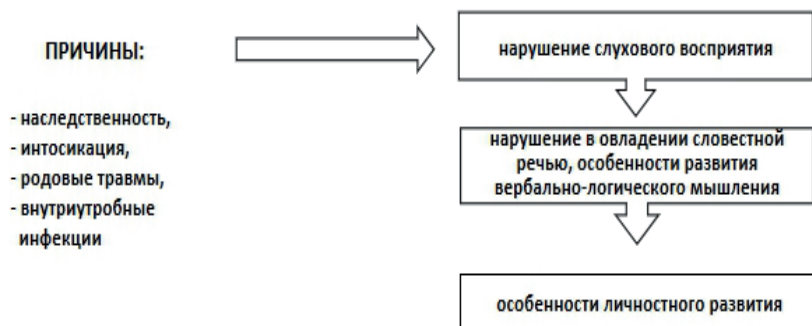 ПРИЧИНЫ:
- наследственность,
- интосикация,
- родовые травмы,
- внутриутробные
инфекции
нарушение слухового восприятия
нарушение в овладении словестной
речью, особенности развития
вербально-логического мышления
особенности личностного развития